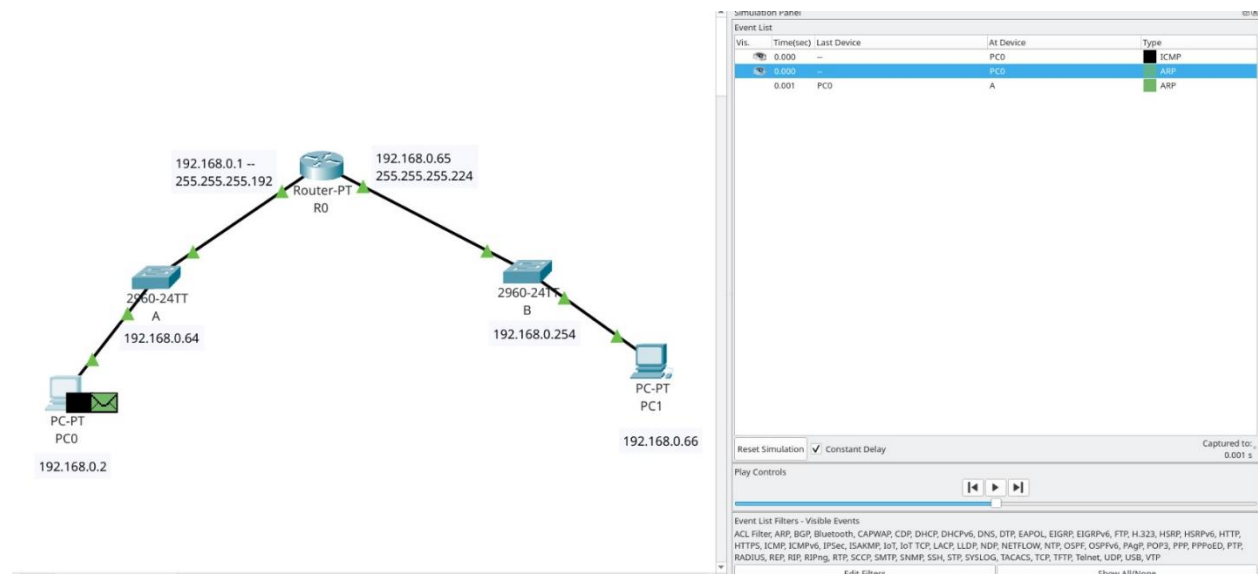 Simulation Panel
Event List
Vis. Time(sec) Last Device At Device Type
0.000 -- PC0 ICMP
0.000 -- PC0 ARP
0.001 PC0 A ARP
192.168.0.1 --
255.255.255.192
192.168.0.65
255.255.255.224
Router-PT
R0
2960-24TT
A
192.168.0.64
2960-24TT
B
192.168.0.254
PC-PT
PC0
192.168.0.2
PC-PT
PC1
192.168.0.66
Reset Simulation Constant Delay
Captured to:
0.001 s
Play Controls
Event List Filters - Visible Events
ACL Filter, ARP, BGP, Bluetooth, CAPWAP, CDP, DHCP, DHCPv6, DNS, DTP, EAPOL, EIGRP, EIGRPv6, FTP, H.323, HSRP, HSRPv6, HTTP,
HTTPS, ICMP, ICMPv6, IPSec, ISAKMP, IoT, IoT TCP, LACP, LLDP, NDP, NETFLOW, NTP, OSPF, OSPFv6, PAgP, POP3, PPP, PPPoED, PTP,
RADIUS, REP, RIP, RIPng, RTP, SCCP, SMTP, SNMP, SSH, STP, SYSLOG, TACACS, TCP, TFTP, Telnet, UDP, USB, VTP
Edit Filters Show All/None